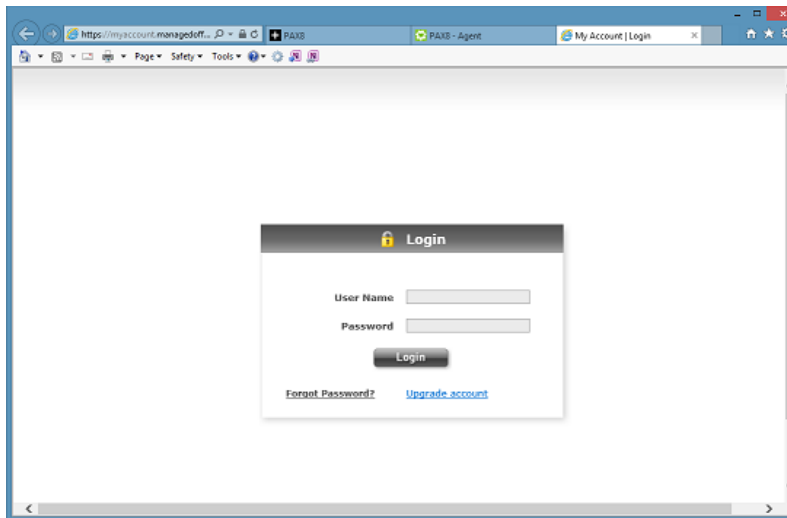 https://myaccount.managedoff... PAX8 PAX8 - Agent My Account | Login
Page Safety Tools
Login
User Name
Password
Login
Forgot Password? Upgrade account